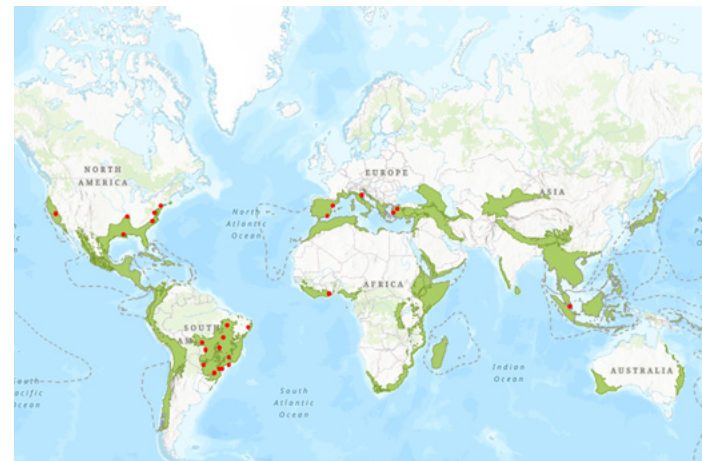 NORTH
AMERICA
EUROPE
ASIA
North
Atlantic
Ocean
AFRICA
SOUTH
South
Atlantic
Ocean
Indian
Ocean
AUSTRALIA